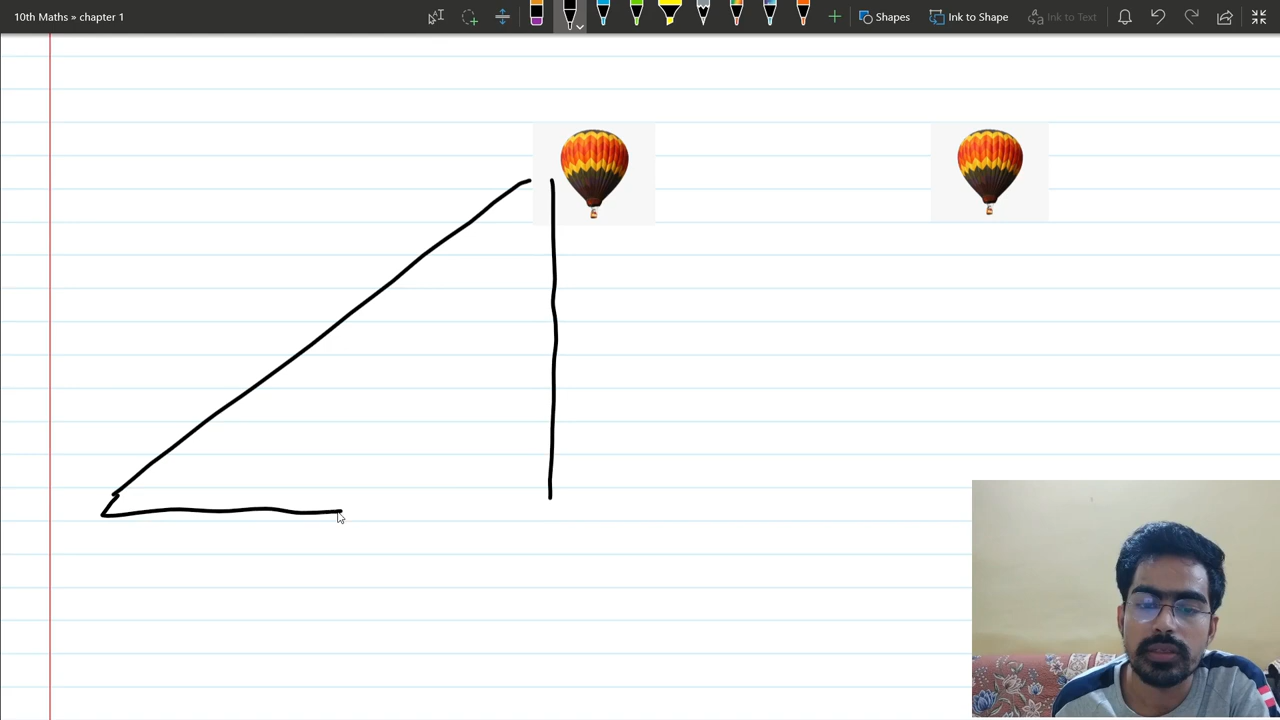 10th Maths » chapter 1
Shapes
Ink to Shape
Ink to Text